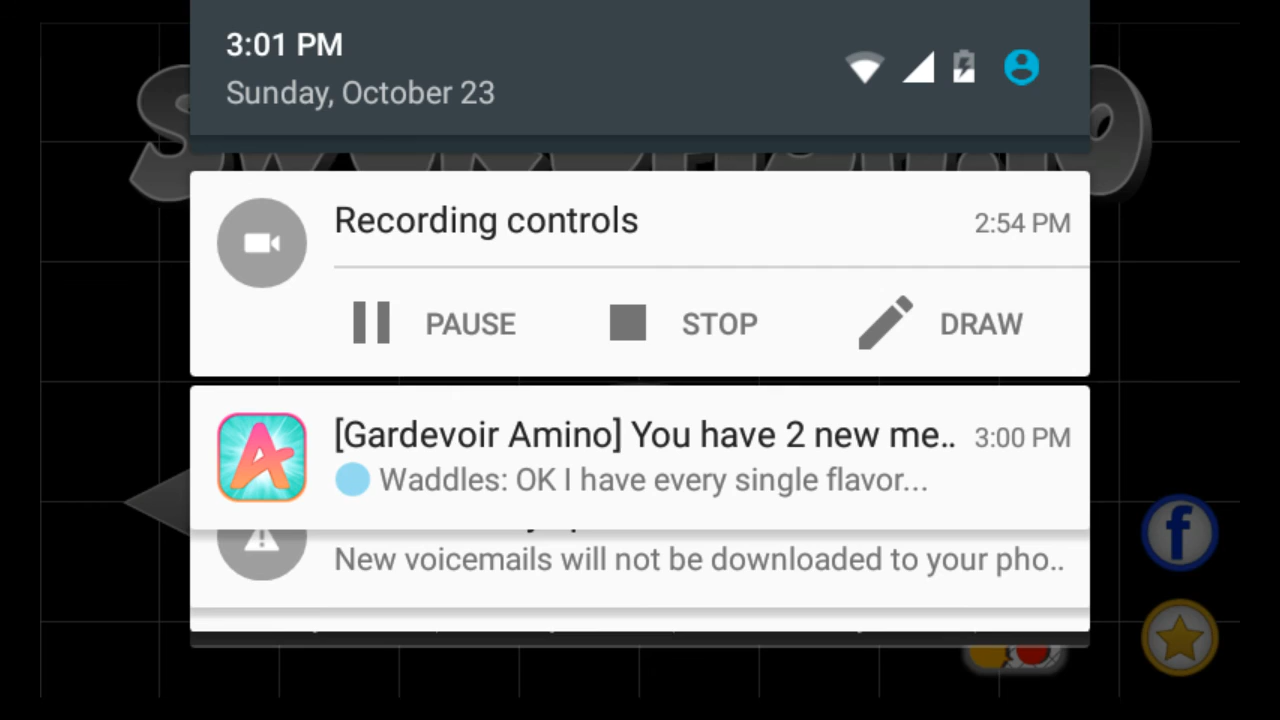 3:01 PM
Sunday, October 23
Recording controls
2:54 PM
PAUSE
STOP
DRAW
[Gardevoir Amino] You have 2 new me..
3:00 PM
Waddles: OK I have every single flavor...
New voicemails will not be downloaded to your pho..